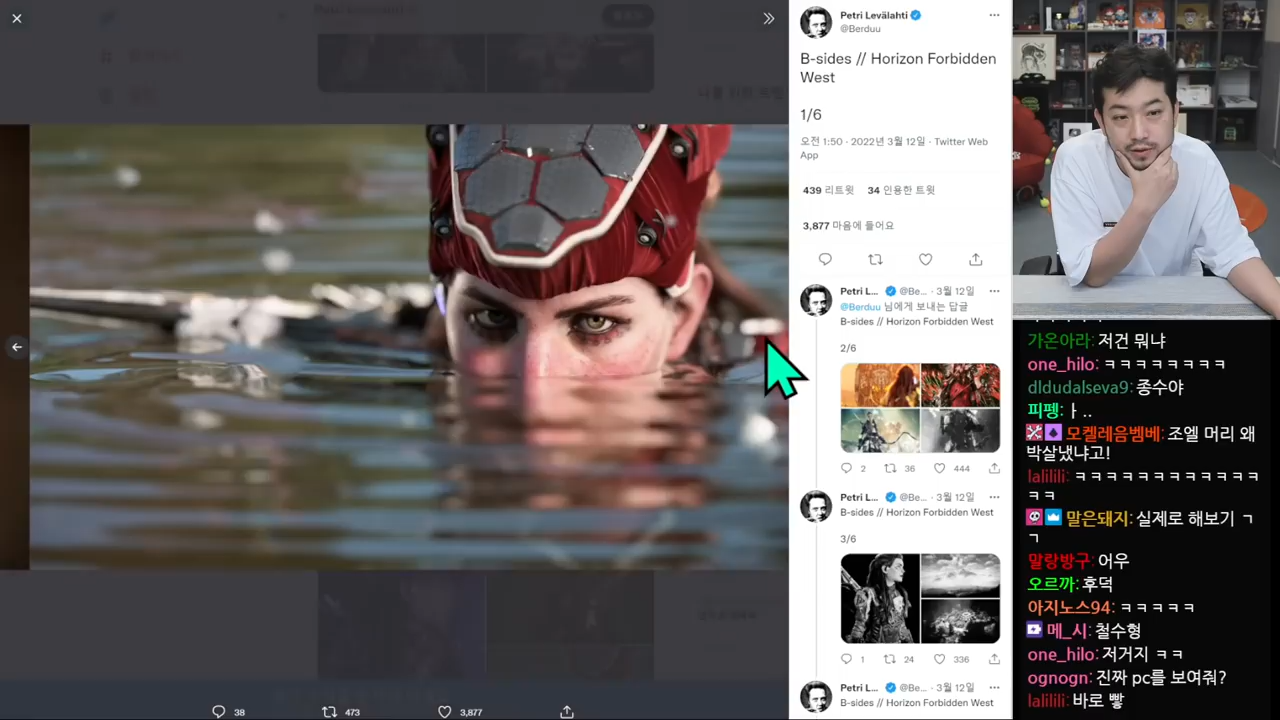 Petri Levälahti
@Berduu
B-sides // Horizon Forbidden
West
1/6
오전 1:50 · 2022년 3월 12일 · Twitter Web
App
439 리트윗 34 인용한 트윗
3,877 마음에 들어요
Petri L... @Be... · 3월 12일
@Berduu 님에게 보내는 답글
B-sides // Horizon Forbidden West
2/6
2 36 444
Petri L... @Be... · 3월 12일
B-sides // Horizon Forbidden West
3/6
1 24 336
Petri L... @Be... · 3월 12일
B-sides // Horizon Forbidden West
38 473 3,877
가온아라: 저건 뭐냐
one_hilo: ㅋㅋㅋㅋㅋㅋㅋㅋ
dldudalseva9: 종수야
피펭: ㅏ..
모켈레음벰베: 조엘 머리 왜
박살냈냐고!
lalilili: ㅋㅋㅋㅋㅋㅋㅋㅋㅋㅋㅋㅋ
ㅋㅋ
말은돼지: 실제로 해보기 ㄱ
ㄱ
말랑방구: 어우
오르까: 후덕
아지노스94: ㅋㅋㅋㅋㅋ
메_시: 철수형
one_hilo: 저거지 ㅋㅋ
ognogn: 진짜 pc를 보여줘?
lalilili: 바로 빻